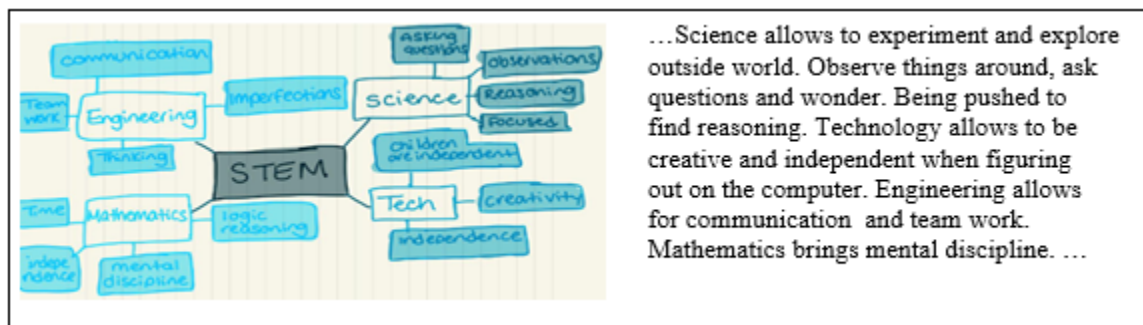 communication
Team
work
Engineering
imperfections
Thinking
STEM
Asking
questions
Science
observations
Reasoning
Focused
children
are independent
Tech
creativity
independence
Time
Mathematics
logic
reasoning
indepe
ndence
mental
discipline
…Science allows to experiment and explore
outside world. Observe things around, ask
questions and wonder. Being pushed to
find reasoning. Technology allows to be
creative and independent when figuring
out on the computer. Engineering allows
for communication and team work.
Mathematics brings mental discipline. …